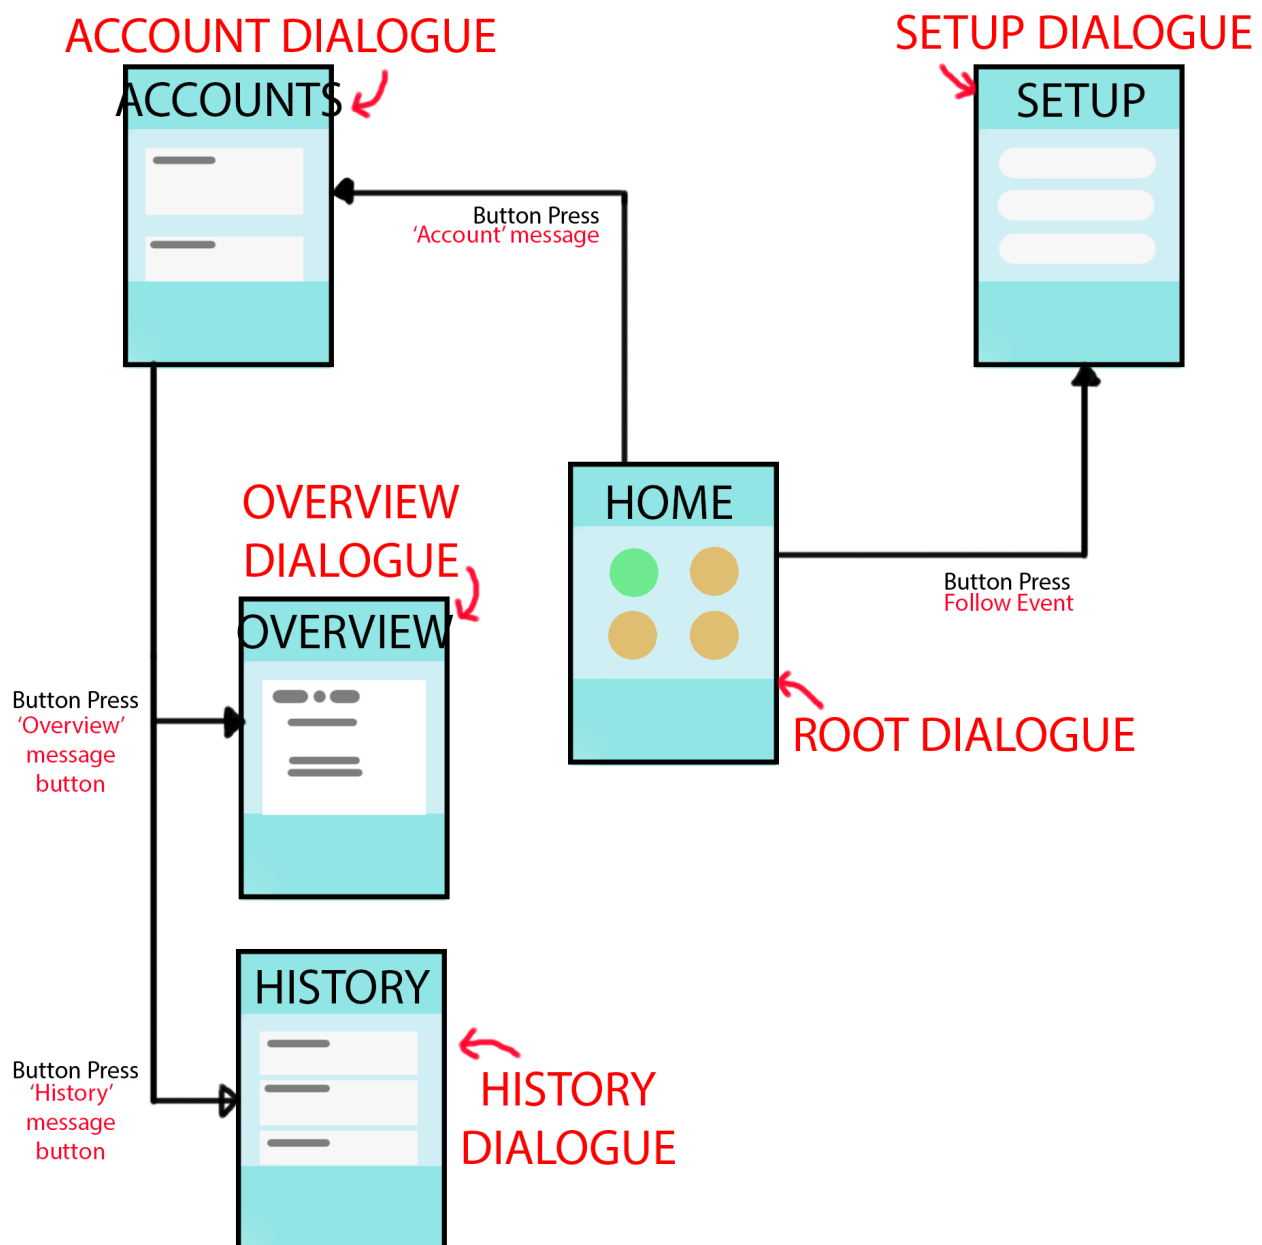 ACCOUNT DIALOGUE
SETUP DIALOGUE
ACCOUNTS
SETUP
Button Press
‘Account’ message
OVERVIEW
DIALOGUE
HOME
Button Press
Follow Event
OVERVIEW
Button Press
‘Overview’
message
button
ROOT DIALOGUE
HISTORY
Button Press
‘History’
message
button
HISTORY
DIALOGUE